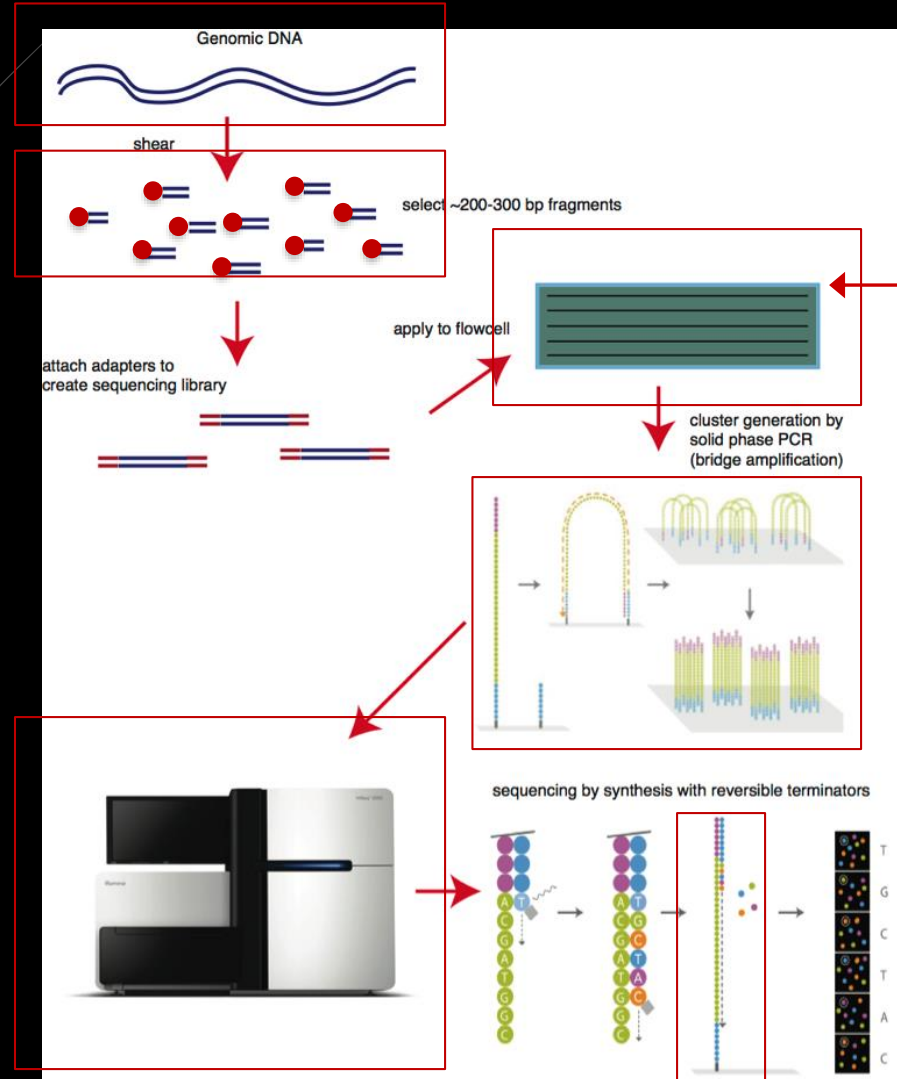 Genomic DNA
shear
select ~200-300 bp fragments
apply to flowcell
attach adapters to
create sequencing library
cluster generation by
solid phase PCR
(bridge amplification)
sequencing by synthesis with reversible terminators
A T
C
G
A
T
G
G
C
A T
C G
G C
A T
T A
G C
G
C
T
G
C
T
A
C